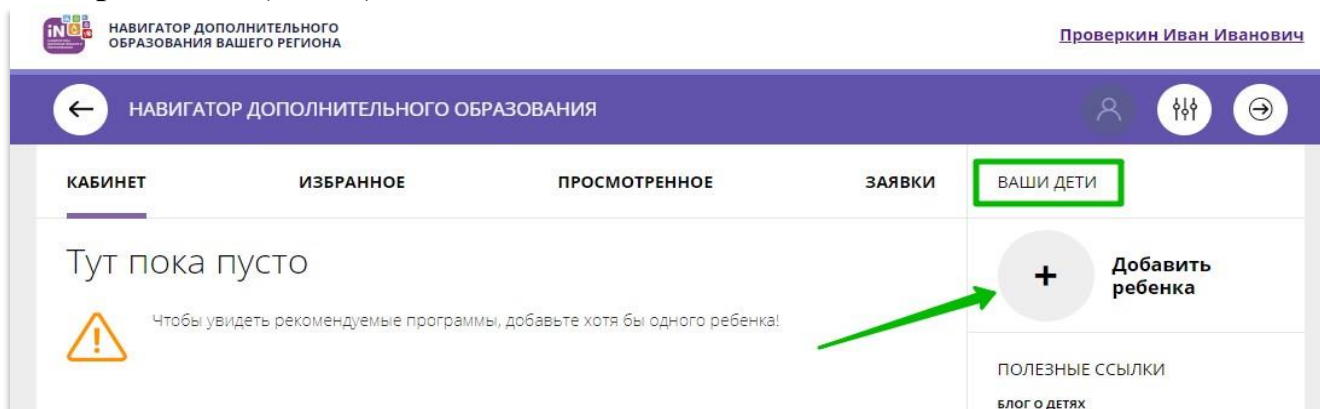 НАВИГАТОР ДОПОЛНИТЕЛЬНОГО
ОБРАЗОВАНИЯ ВАШЕГО РЕГИОНА
Проверкин Иван Иванович
НАВИГАТОР ДОПОЛНИТЕЛЬНОГО ОБРАЗОВАНИЯ
КАБИНЕТ ИЗБРАННОЕ ПРОСМОТРЕННОЕ ЗАЯВКИ ВАШИ ДЕТИ
Тут пока пусто
Чтобы увидеть рекомендуемые программы, добавьте хотя бы одного ребенка!
Добавить
ребенка
ПОЛЕЗНЫЕ ССЫЛКИ
БЛОГ О ДЕТЯХ